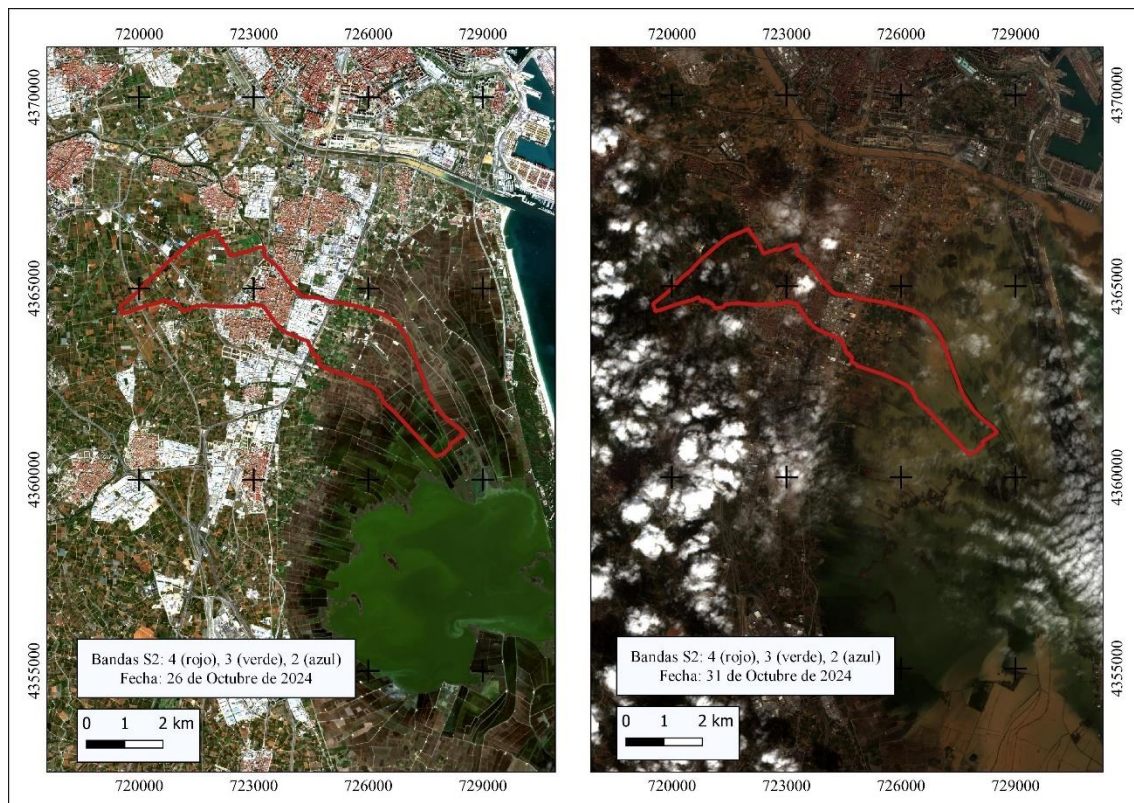 720000 723000 726000 729000
720000 723000 726000 729000
4370000
4365000
4360000
4355000
4370000
4365000
4360000
4355000
Bandas S2: 4 (rojo), 3 (verde), 2 (azul)
Fecha: 26 de Octubre de 2024
0 1 2 km
Bandas S2: 4 (rojo), 3 (verde), 2 (azul)
Fecha: 31 de Octubre de 2024
0 1 2 km
720000 723000 726000 729000
720000 723000 726000 729000